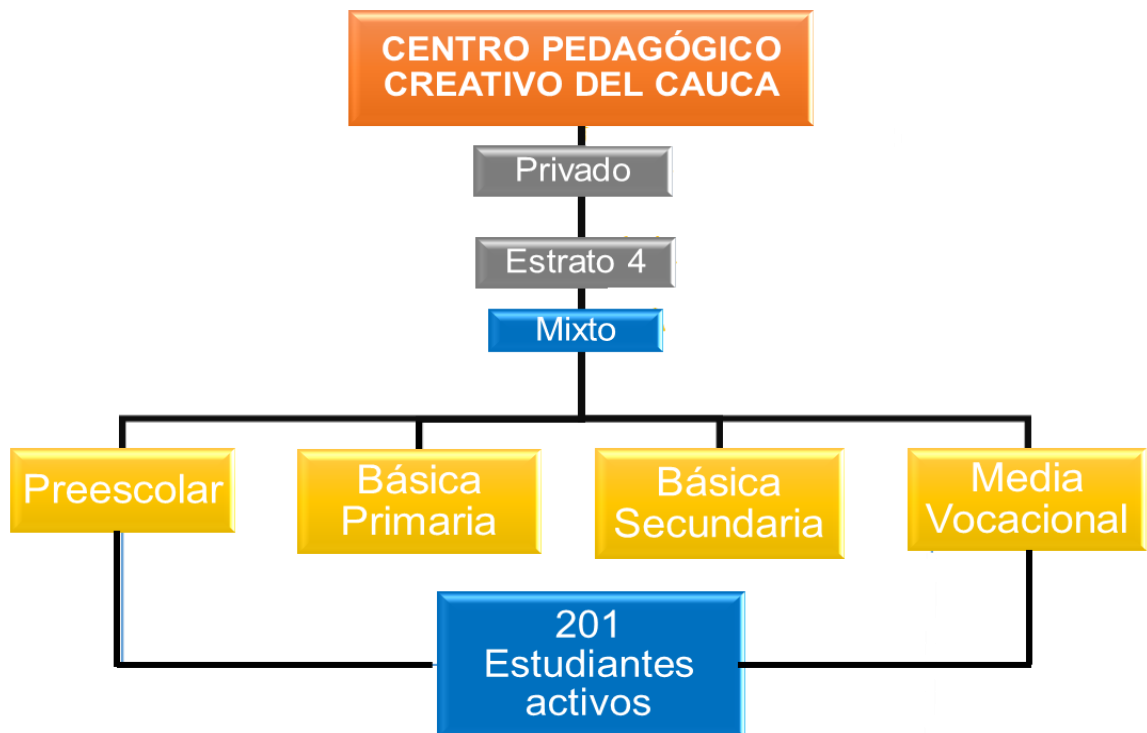 CENTRO PEDAGÓGICO
CREATIVO DEL CAUCA
Privado
Estrato 4
Mixto
Preescolar
Básica
Primaria
Básica
Secundaria
Media
Vocacional
201
Estudiantes
activos